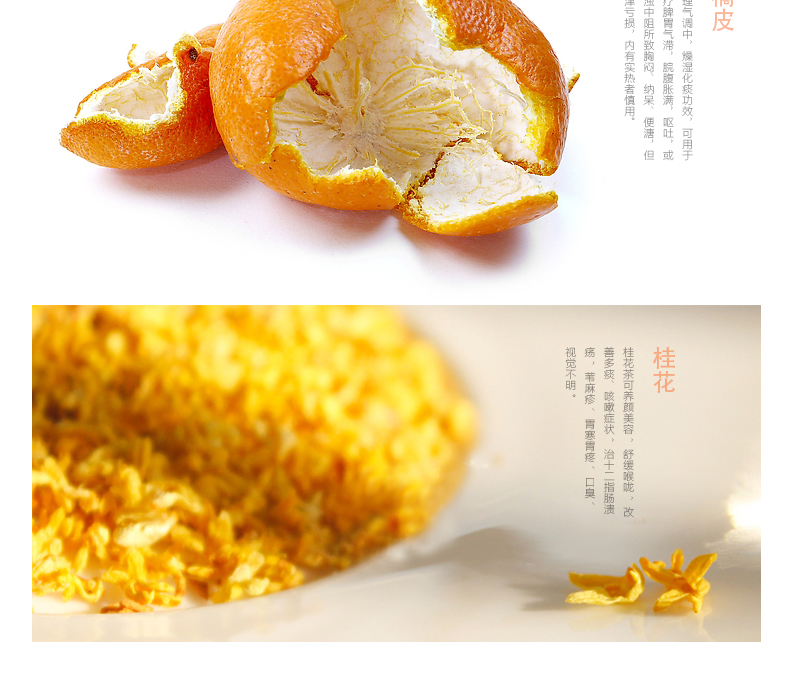 橘皮
理气调中，燥湿化痰功效，可用于
疗脾胃气滞，脘腹胀满，呕吐，或
浊中阻所致胸闷。纳呆、便溏，但
津亏损，内有实热者慎用。
桂花
桂花茶可养颜美容，舒缓喉咙，改
善多痰、咳嗽症状，治十二指肠溃
疡，荨麻疹、胃寒胃疼、口臭、
视觉不明。